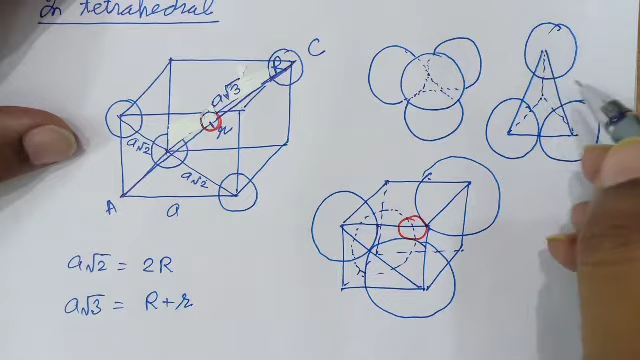 In tetrahedral
C
R
a√3
r
a√2
a√2
A
a
a√2 = 2R
a√3 = R+r